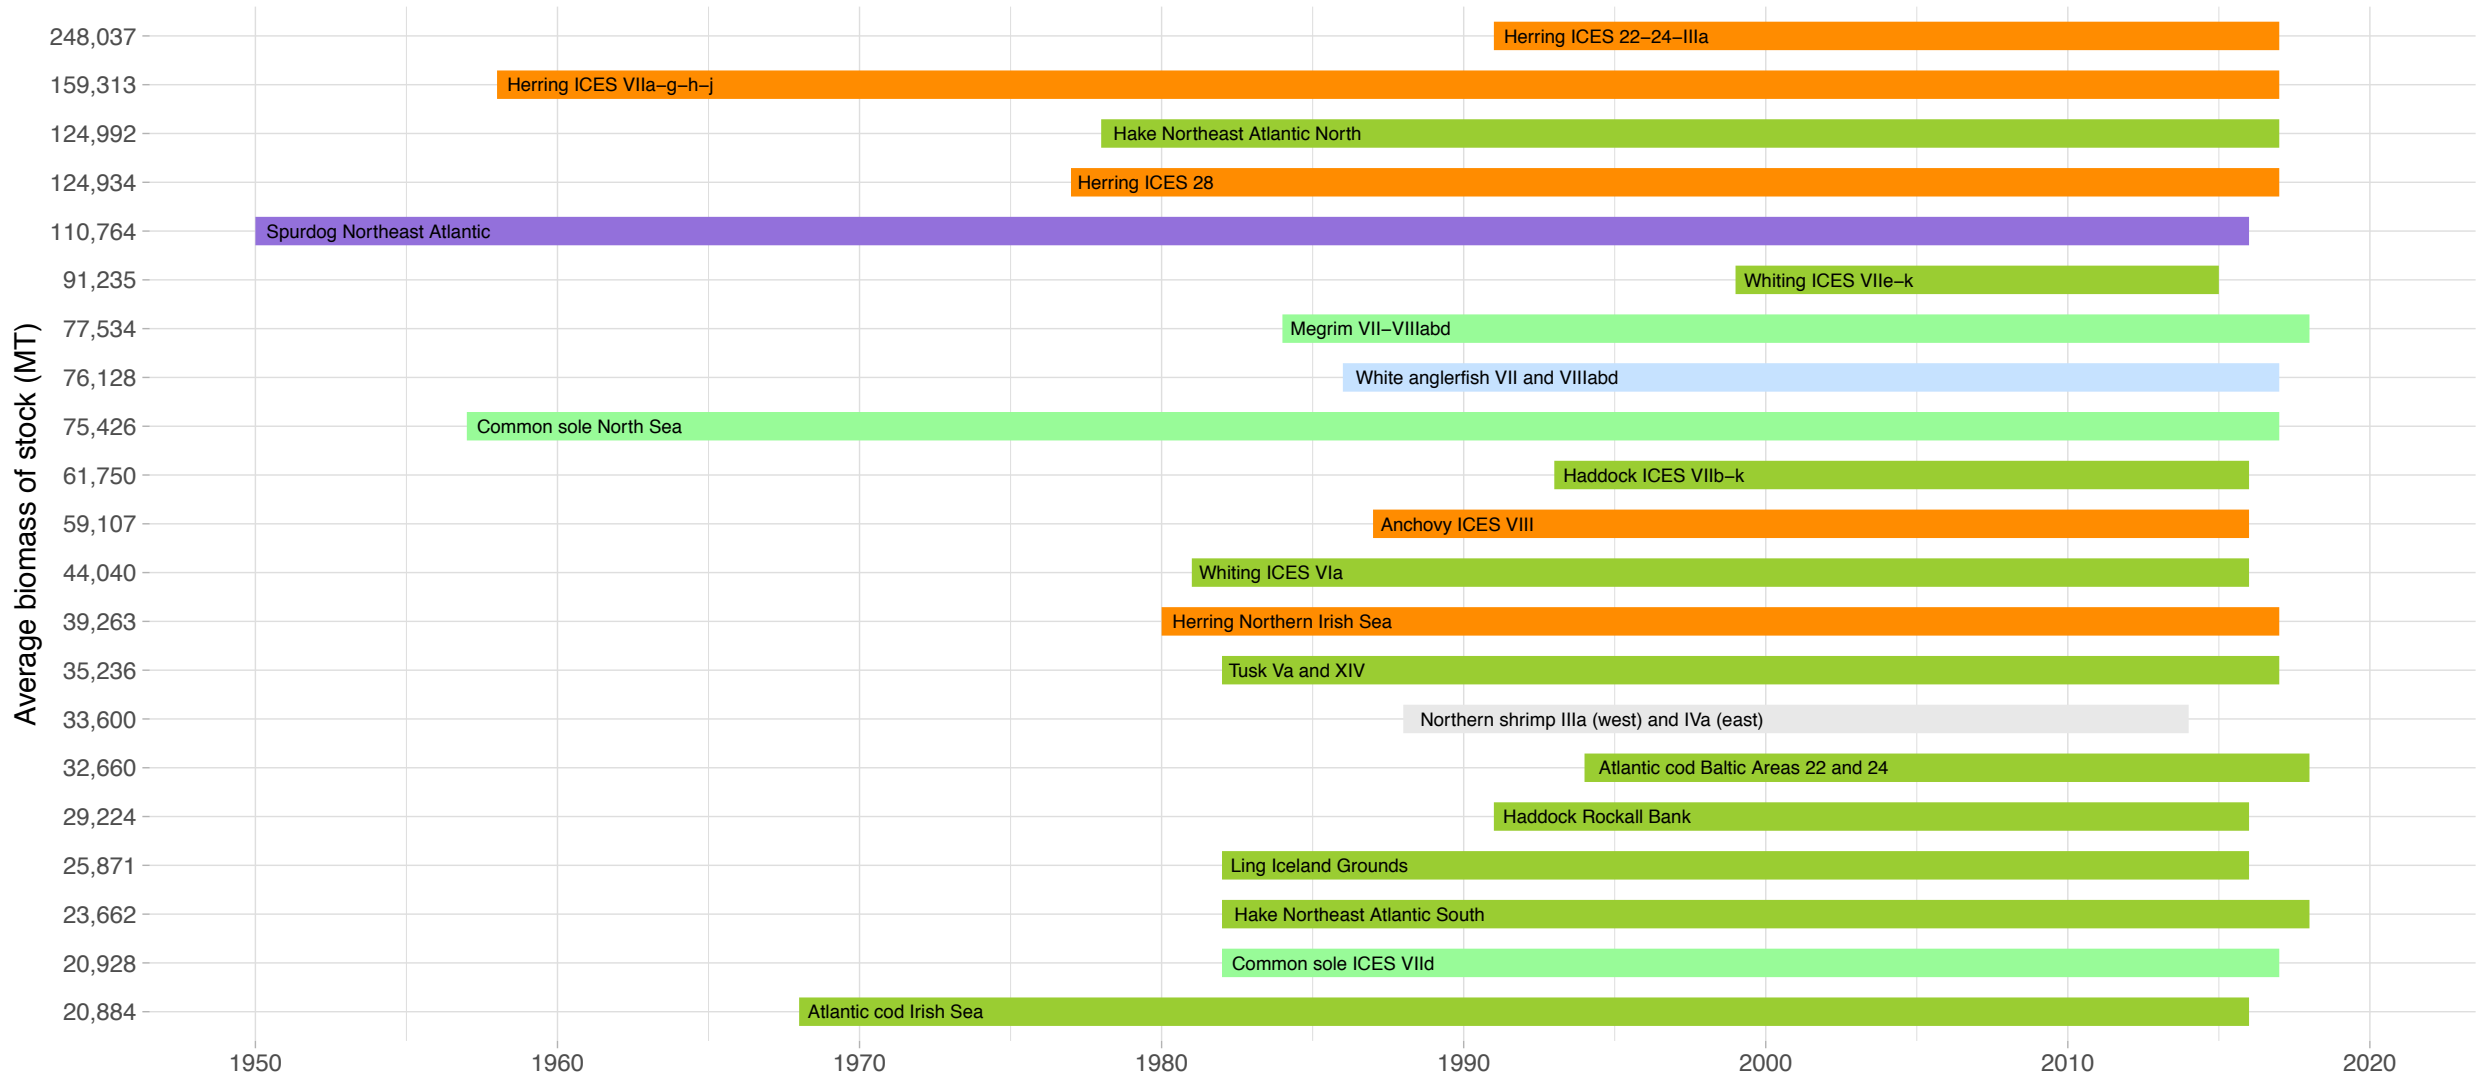 248,037 Herring ICES 22–24–IIIa
159,313 Herring ICES VIIa–g–h–j
124,992 Hake Northeast Atlantic North
124,934 Herring ICES 28
110,764 Spurdog Northeast Atlantic
91,235 Whiting ICES VIIe–k
77,534 Megrim VII–VIIIabd
76,128 White anglerfish VII and VIIIabd
75,426 Common sole North Sea
61,750 Haddock ICES VIIb–k
59,107 Anchovy ICES VIII
44,040 Whiting ICES VIa
39,263 Herring Northern Irish Sea
35,236 Tusk Va and XIV
33,600 Northern shrimp IIIa (west) and IVa (east)
32,660 Atlantic cod Baltic Areas 22 and 24
29,224 Haddock Rockall Bank
25,871 Ling Iceland Grounds
23,662 Hake Northeast Atlantic South
20,928 Common sole ICES VIId
20,884 Atlantic cod Irish Sea
Average biomass of stock (MT)
1950 1960 1970 1980 1990 2000 2010 2020